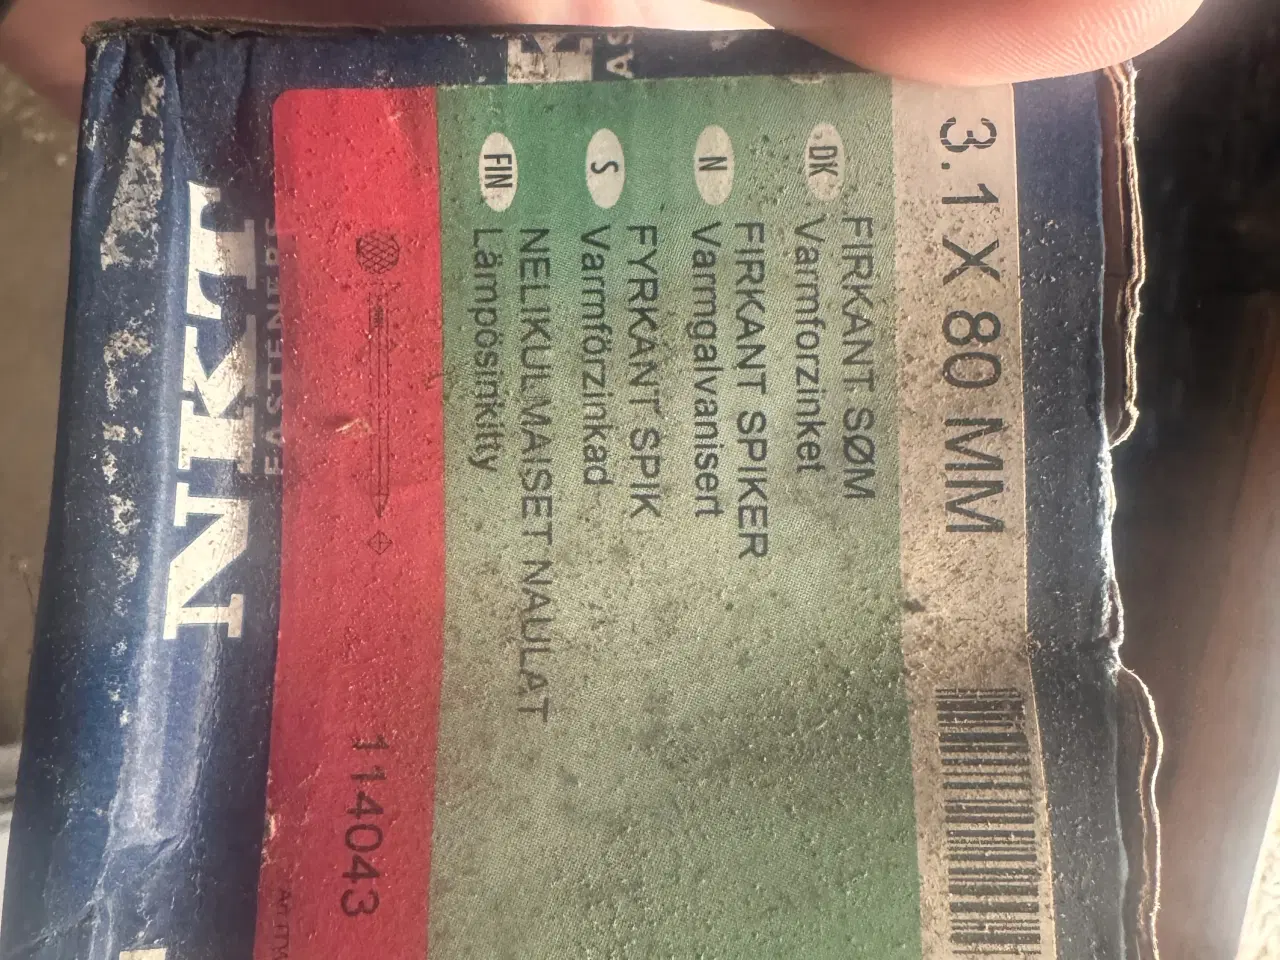 3.1 X 80 MM
DK
FIRKANT SØM
Varmforzinket
N
FIRKANT SPIKER
Varmgalvanisert
S
FYRKANT SPIK
Varmförzinkad
FIN
NELIKULMAISET NAULAT
Lämpösinkitty
114043
FASTENERS
NKT